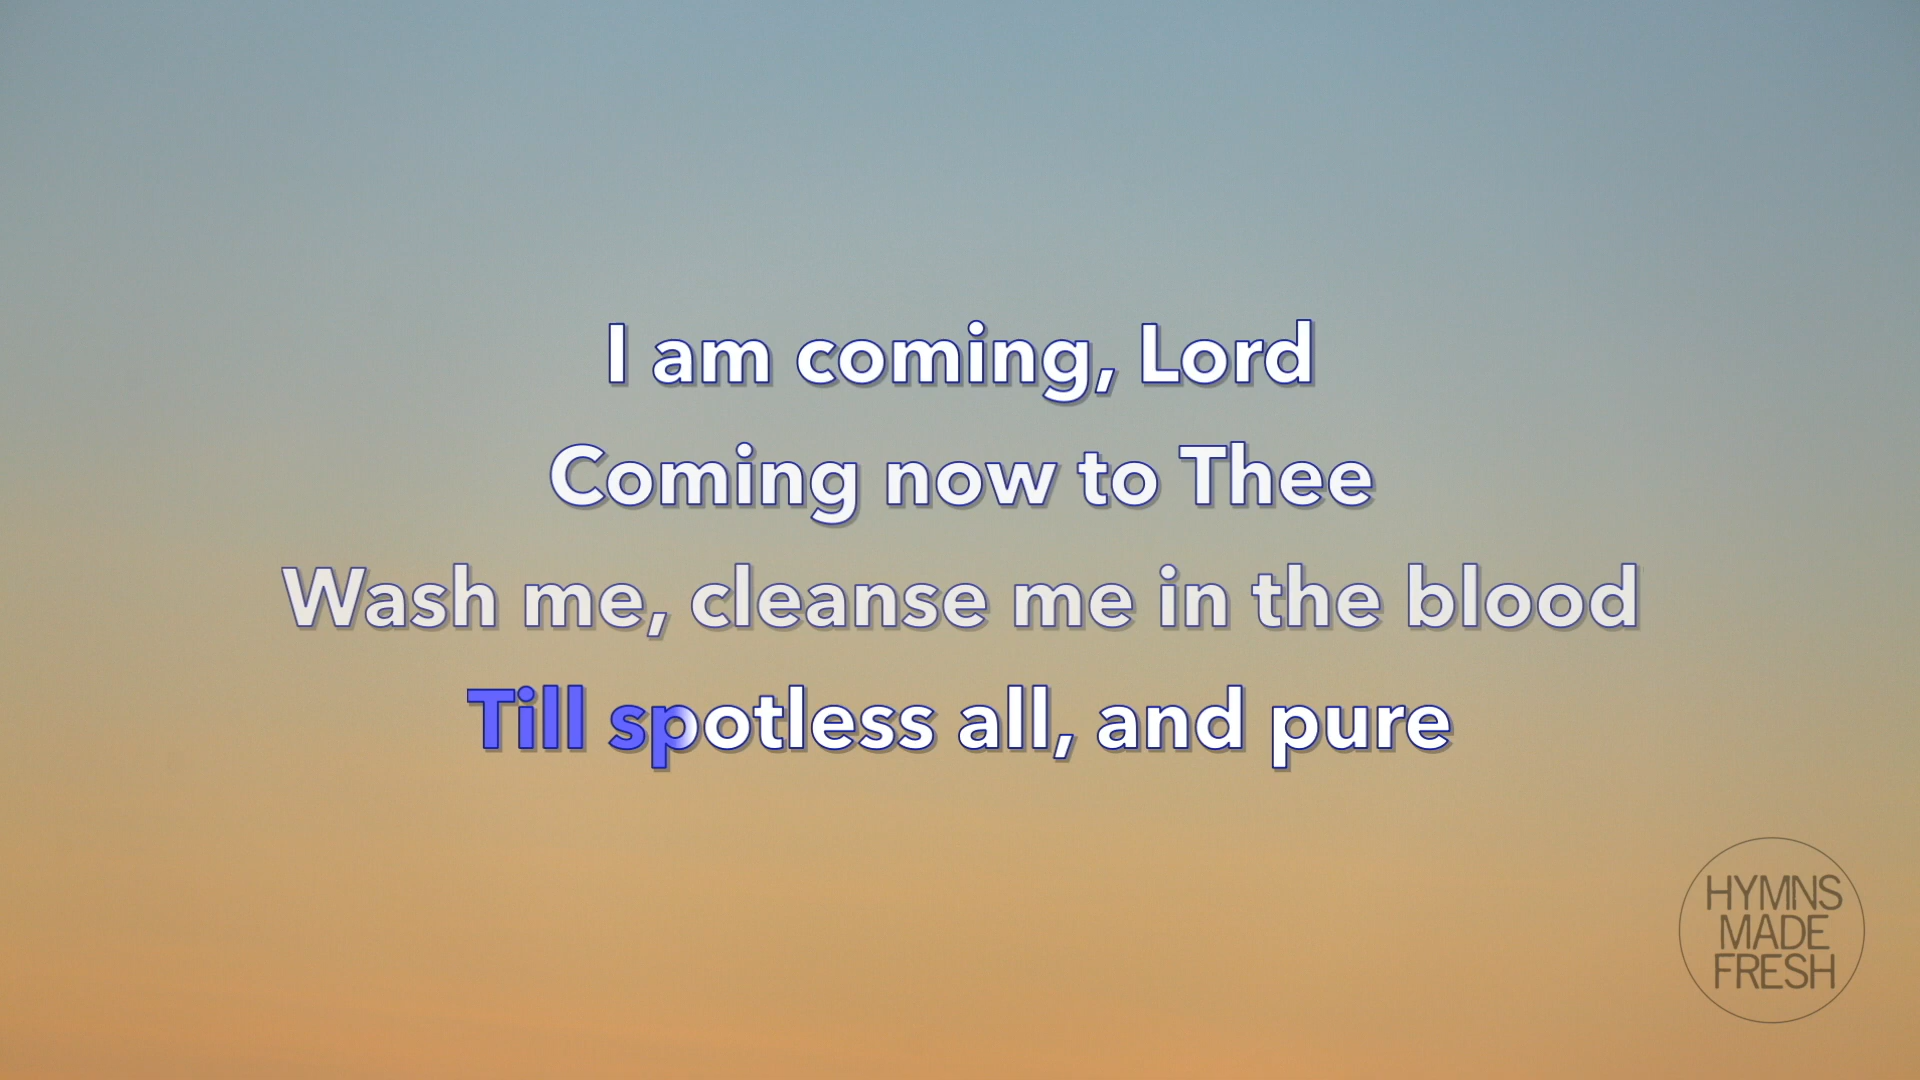 I am coming, Lord
Coming now to Thee
Wash me, cleanse me in the blood
Till spotless all, and pure
HYMNS
MADE
FRESH